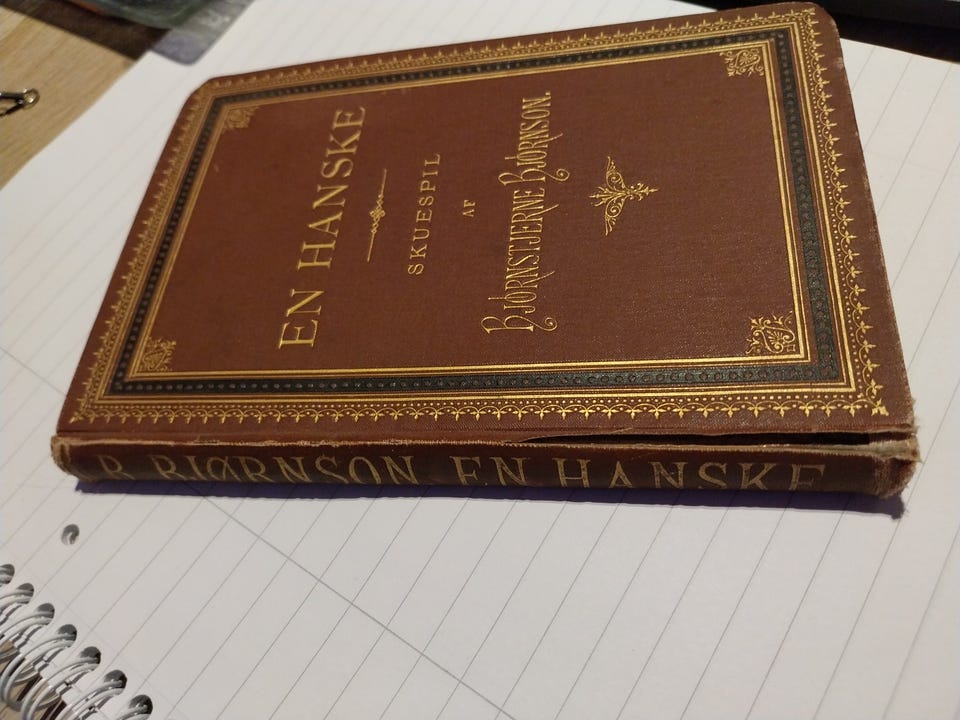 EN HANSKE
SKUESPIL
AF
BJØRNSTJERNE BJØRNSON.
B. BJØRNSON. EN HANSKE